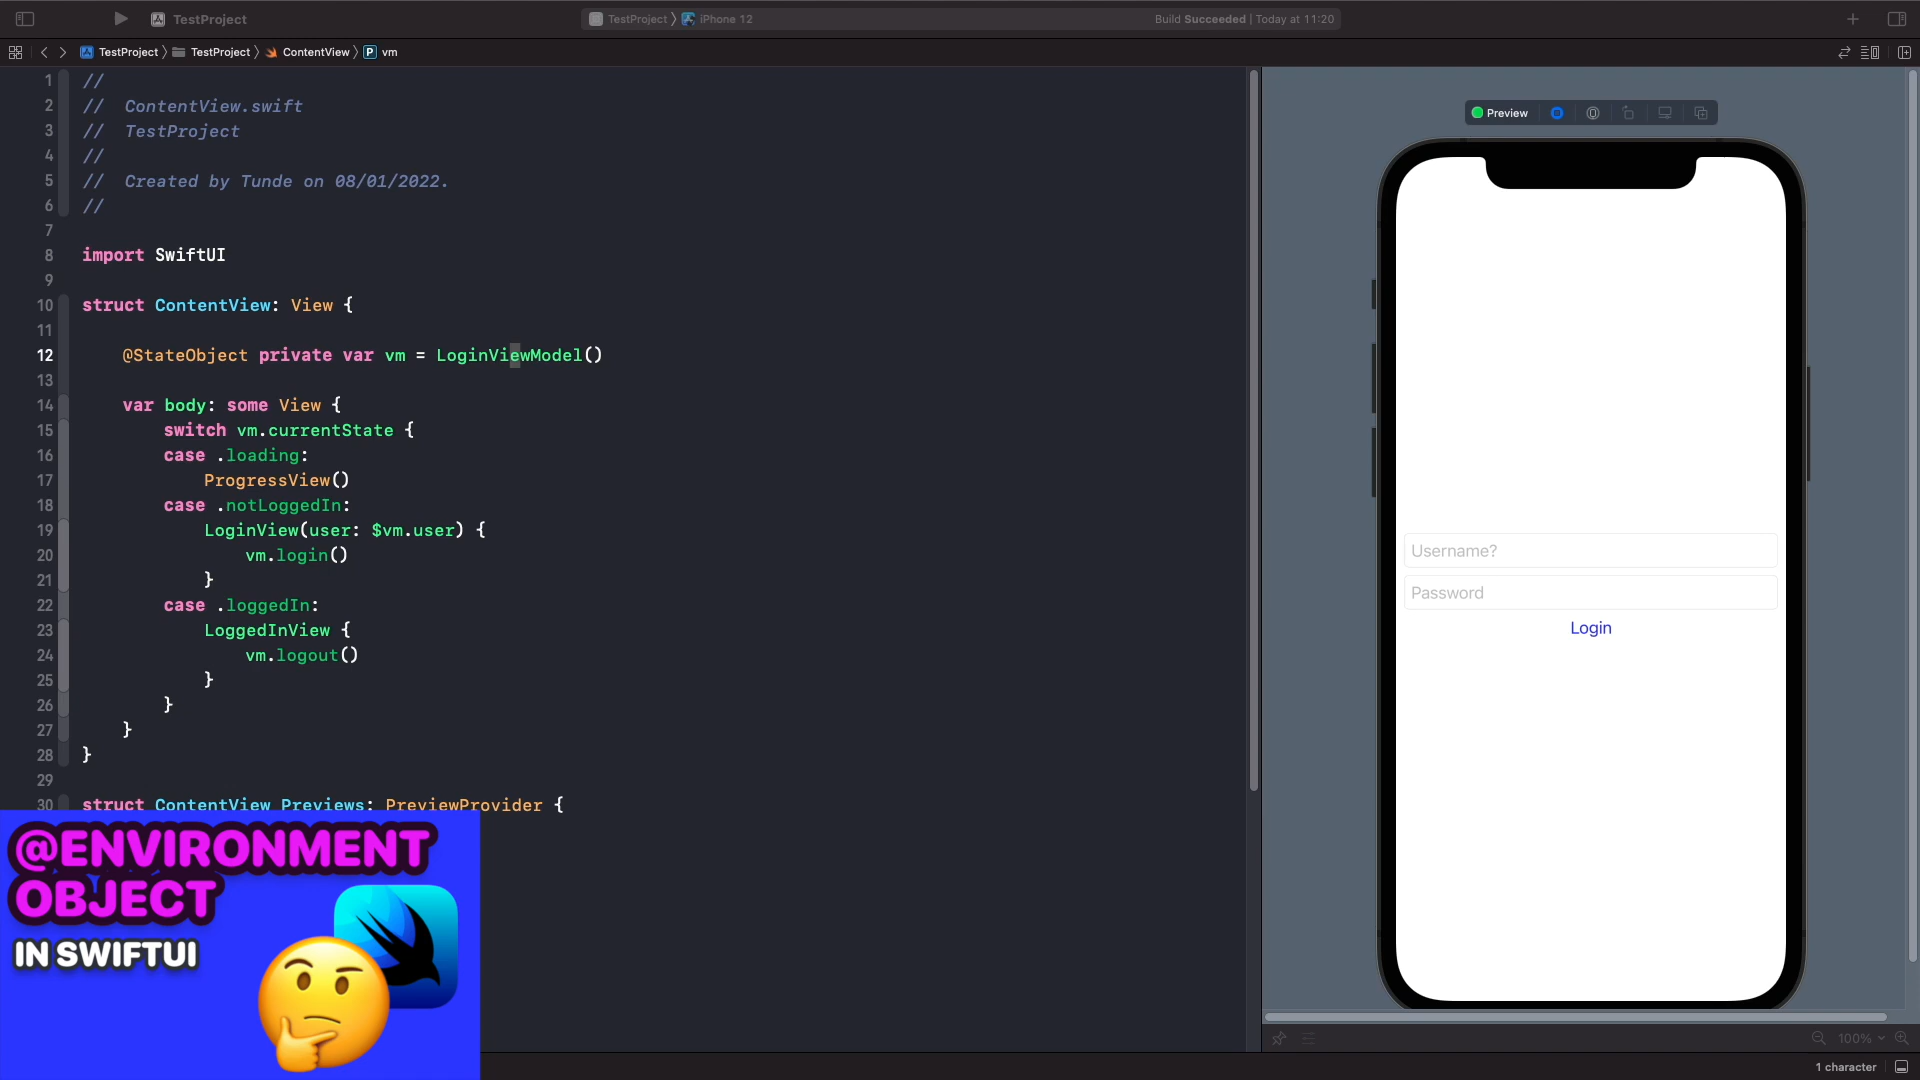 TestProject
TestProject 〉 iPhone 12
Build Succeeded | Today at 11:20
TestProject 〉 TestProject 〉 ContentView 〉 P vm
1 //
2 //  ContentView.swift
3 //  TestProject
4 //
5 //  Created by Tunde on 08/01/2022.
6 //
7
8 import SwiftUI
9
10 struct ContentView: View {
11
12     @StateObject private var vm = LoginViewModel()
13
14     var body: some View {
15         switch vm.currentState {
16         case .loading:
17             ProgressView()
18         case .notLoggedIn:
19             LoginView(user: $vm.user) {
20                 vm.login()
21             }
22         case .loggedIn:
23             LoggedInView {
24                 vm.logout()
25             }
26         }
27     }
28 }
29
30 struct ContentView_Previews: PreviewProvider {
@ENVIRONMENT
OBJECT
IN SWIFTUI
Preview
Username?
Password
Login
100%
1 character